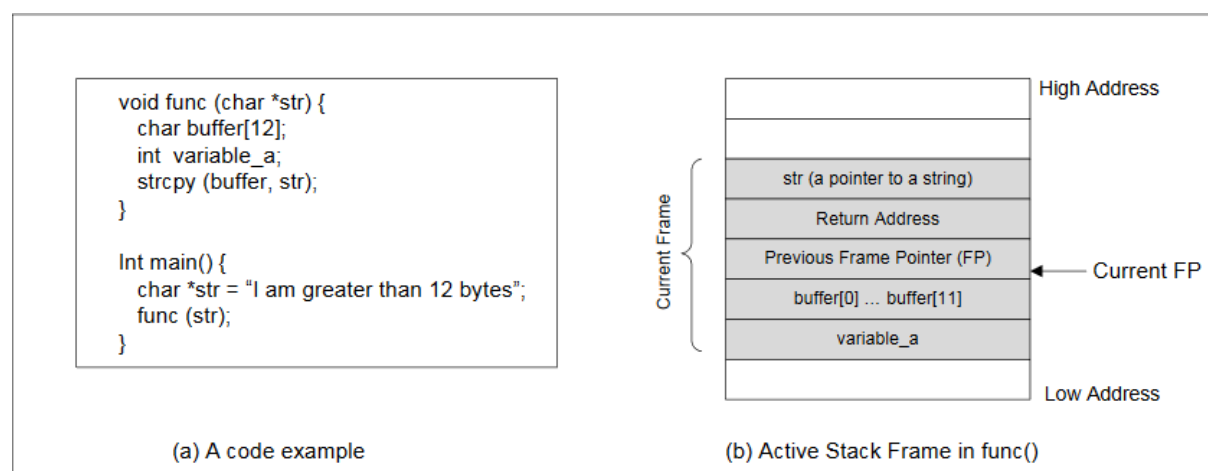 void func (char *str) {
char buffer[12];
int variable_a;
strcpy (buffer, str);
}
Int main() {
char *str = “I am greater than 12 bytes”;
func (str);
}
(a) A code example
High Address
Current Frame
str (a pointer to a string)
Return Address
Previous Frame Pointer (FP)
Current FP
buffer[0] ... buffer[11]
variable_a
Low Address
(b) Active Stack Frame in func()